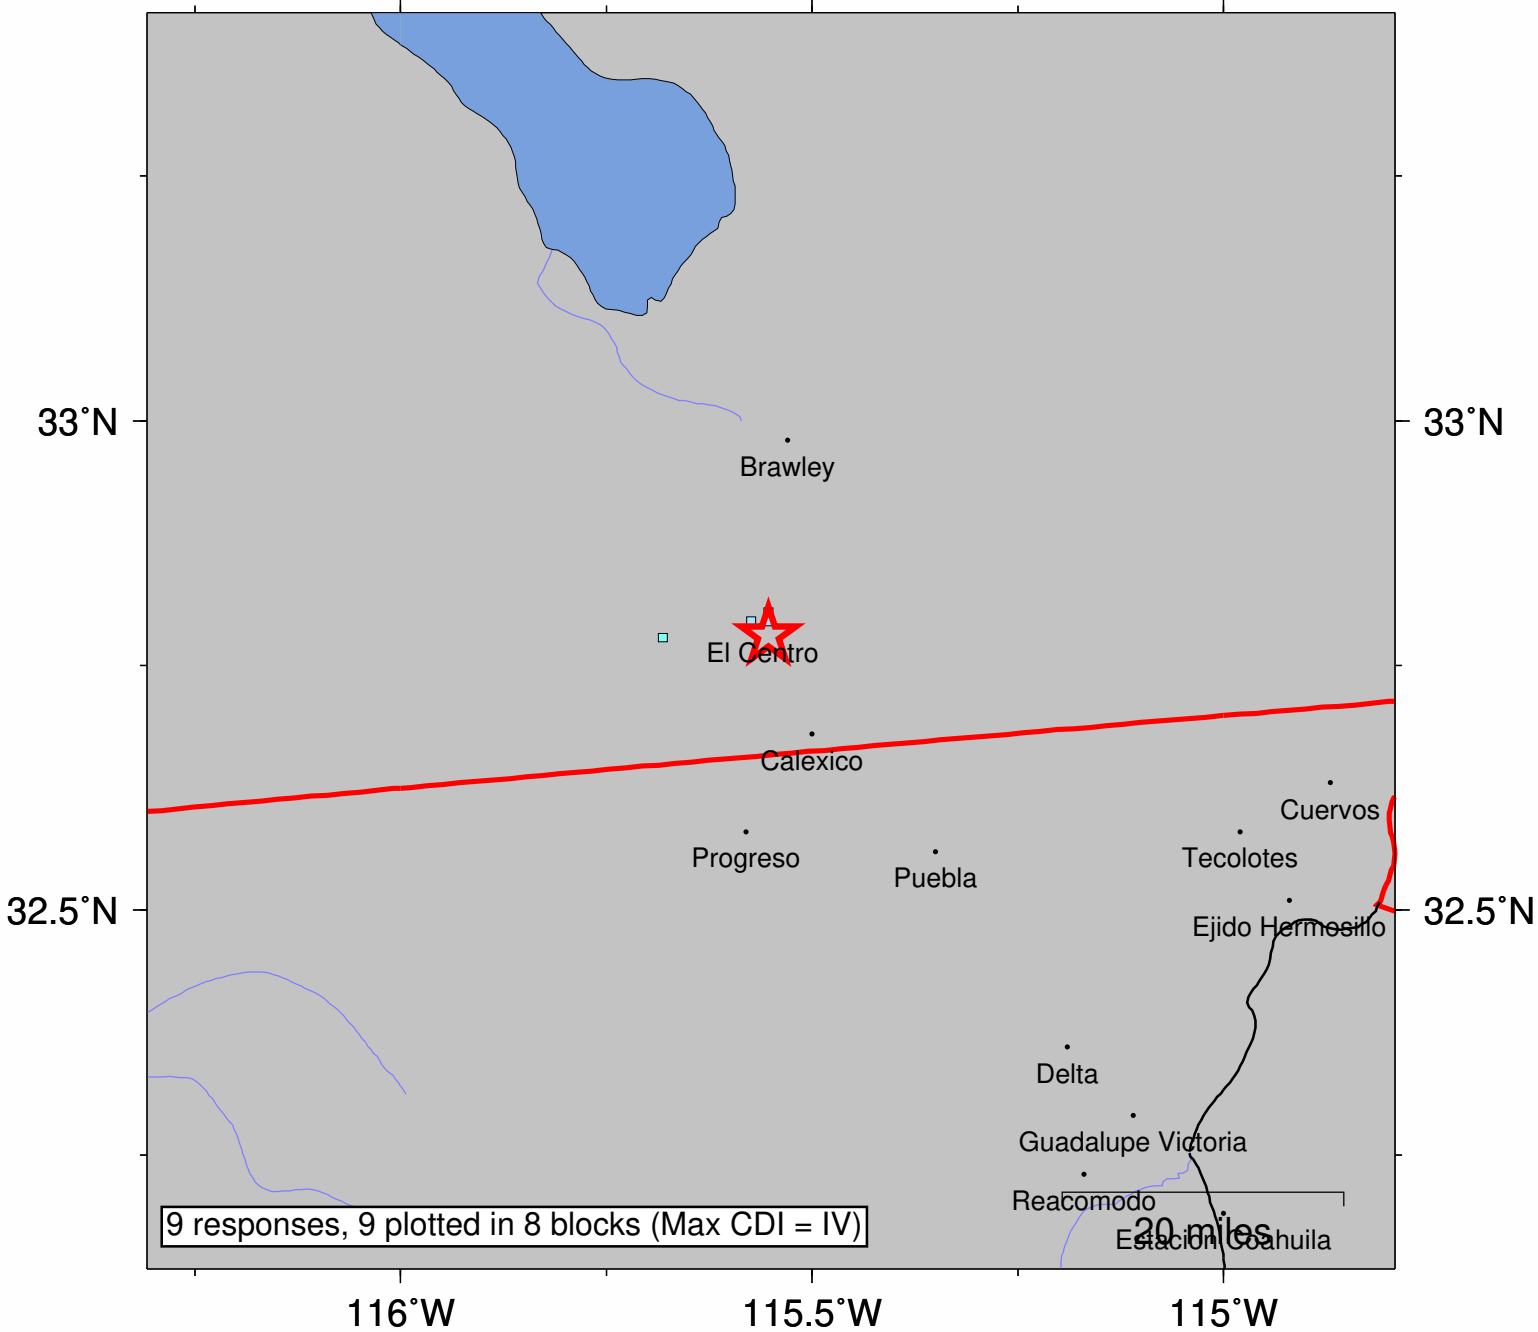 33˚N
33˚N
Brawley
El Centro
Calexico
Cuervos
Progreso
Tecolotes
Puebla
32.5˚N
32.5˚N
Ejido Hermosillo
Delta
Guadalupe Victoria
Reacomodo
20 miles
Estacion Coahuila
9 responses, 9 plotted in 8 blocks (Max CDI = IV)
116˚W
115.5˚W
115˚W